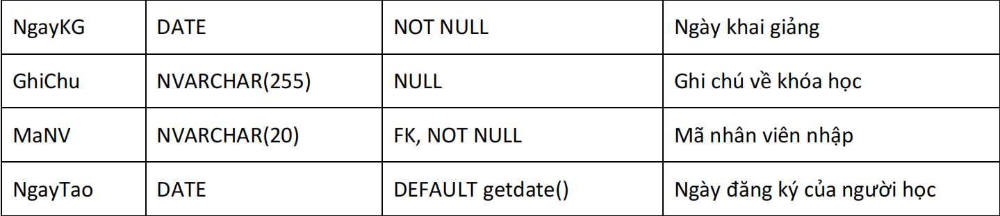 NgayKG DATE NOT NULL Ngày khai giảng
GhiChu NVARCHAR(255) NULL Ghi chú về khóa học
MaNV NVARCHAR(20) FK, NOT NULL Mã nhân viên nhập
NgayTao DATE DEFAULT getdate() Ngày đăng ký của người học